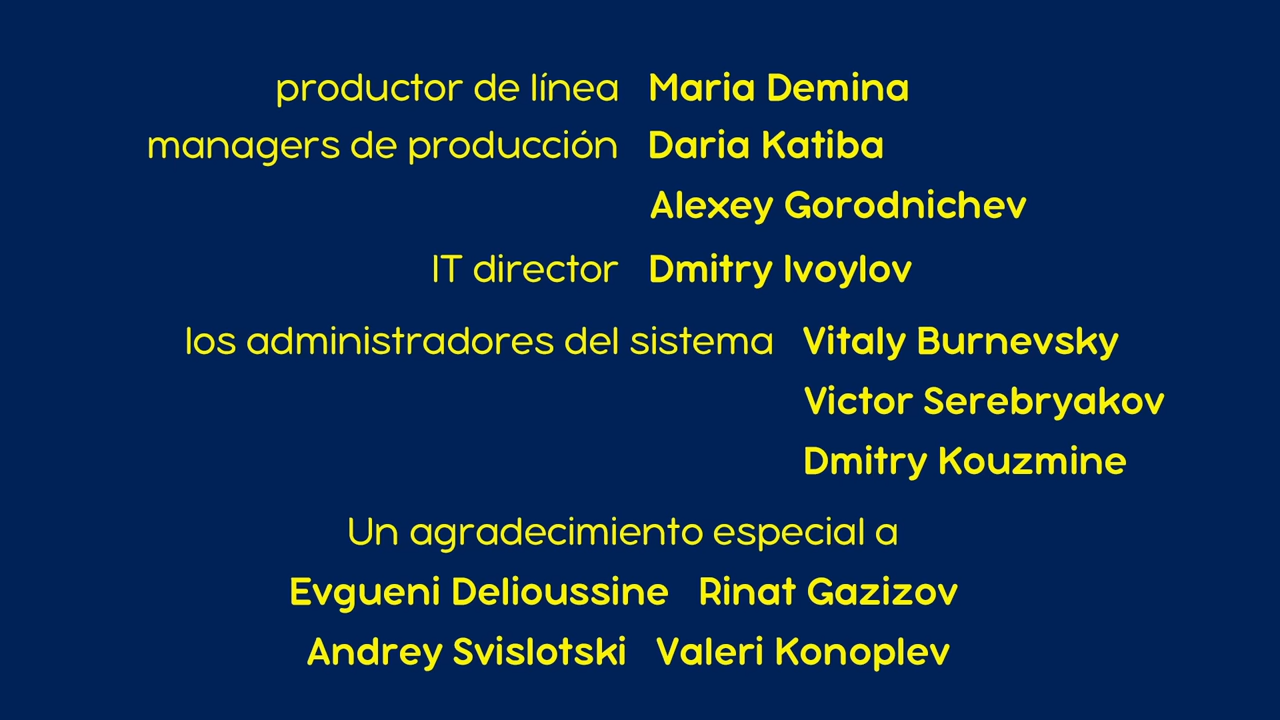 productor de línea Maria Demina
managers de producción Daria Katiba
Alexey Gorodnichev
IT director Dmitry Ivoylov
los administradores del sistema Vitaly Burnevsky
Victor Serebryakov
Dmitry Kouzmine
Un agradecimiento especial a
Evgueni Delioussine Rinat Gazizov
Andrey Svislotski Valeri Konoplev